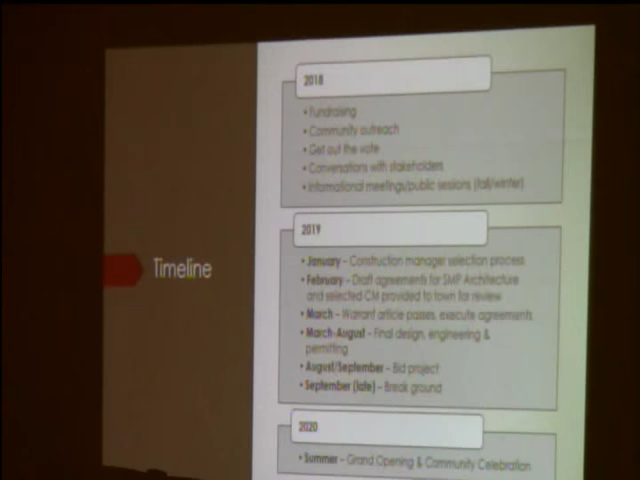 Timeline
2018
• Fundraising
• Community outreach
• Get out the vote
• Conversations with stakeholders
• Informational meetings/public sessions (fall/winter)
2019
• January – Construction manager selection process
• February – Draft agreements for SMP Architecture
and selected CM provided to town for review
• March – Warrant article passes, execute agreements
• March-August – Final design, engineering &
permitting
• August/September – Bid project
• September (late) – Break ground
2020
• Summer – Grand Opening & Community Celebration